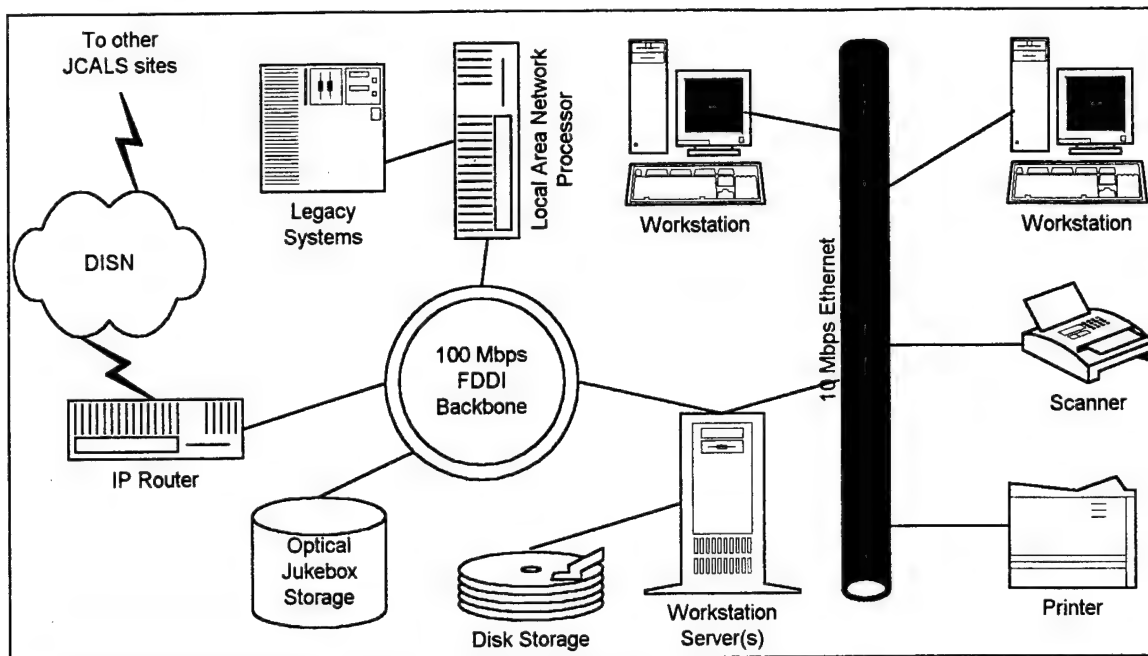 To other
JCALS sites
DISN
IP Router
Legacy
Systems
Local Area Network
Processor
100 Mbps
FDDI
Backbone
Optical
Jukebox
Storage
Disk Storage
Workstation
Server(s)
Workstation
10 Mbps Ethernet
Workstation
Scanner
Printer